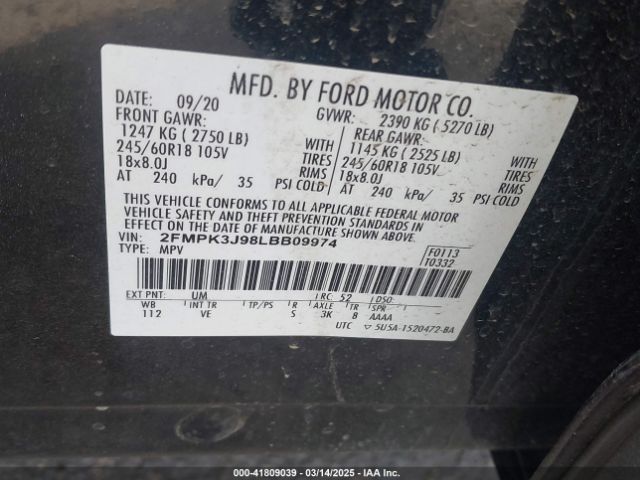 MFD. BY FORD MOTOR CO.
DATE: 09/20 GVWR: 2390 KG ( 5270 LB)
FRONT GAWR: REAR GAWR:
1247 KG ( 2750 LB) WITH 1145 KG ( 2525 LB) WITH
245/60R18 105V TIRES 245/60R18 105V TIRES
18x8.0J RIMS 18x8.0J RIMS
AT 240 kPa/ 35 PSI COLD AT 240 kPa/ 35 PSI COLD
THIS VEHICLE CONFORMS TO ALL APPLICABLE FEDERAL MOTOR
VEHICLE SAFETY AND THEFT PREVENTION STANDARDS IN
EFFECT ON THE DATE OF MANUFACTURE SHOWN ABOVE.
VIN: 2FMPK3J98LBB09974 F0113
TYPE: MPV T0332
EXT PNT: UM RC: 52 DSO:
WB INT TR TP/PS R AXLE TR SPR
112 VE S 3K B AAAA
UTC 5U5A-1520472-BA
000-41809039 - 03/14/2025 - IAA, LLC